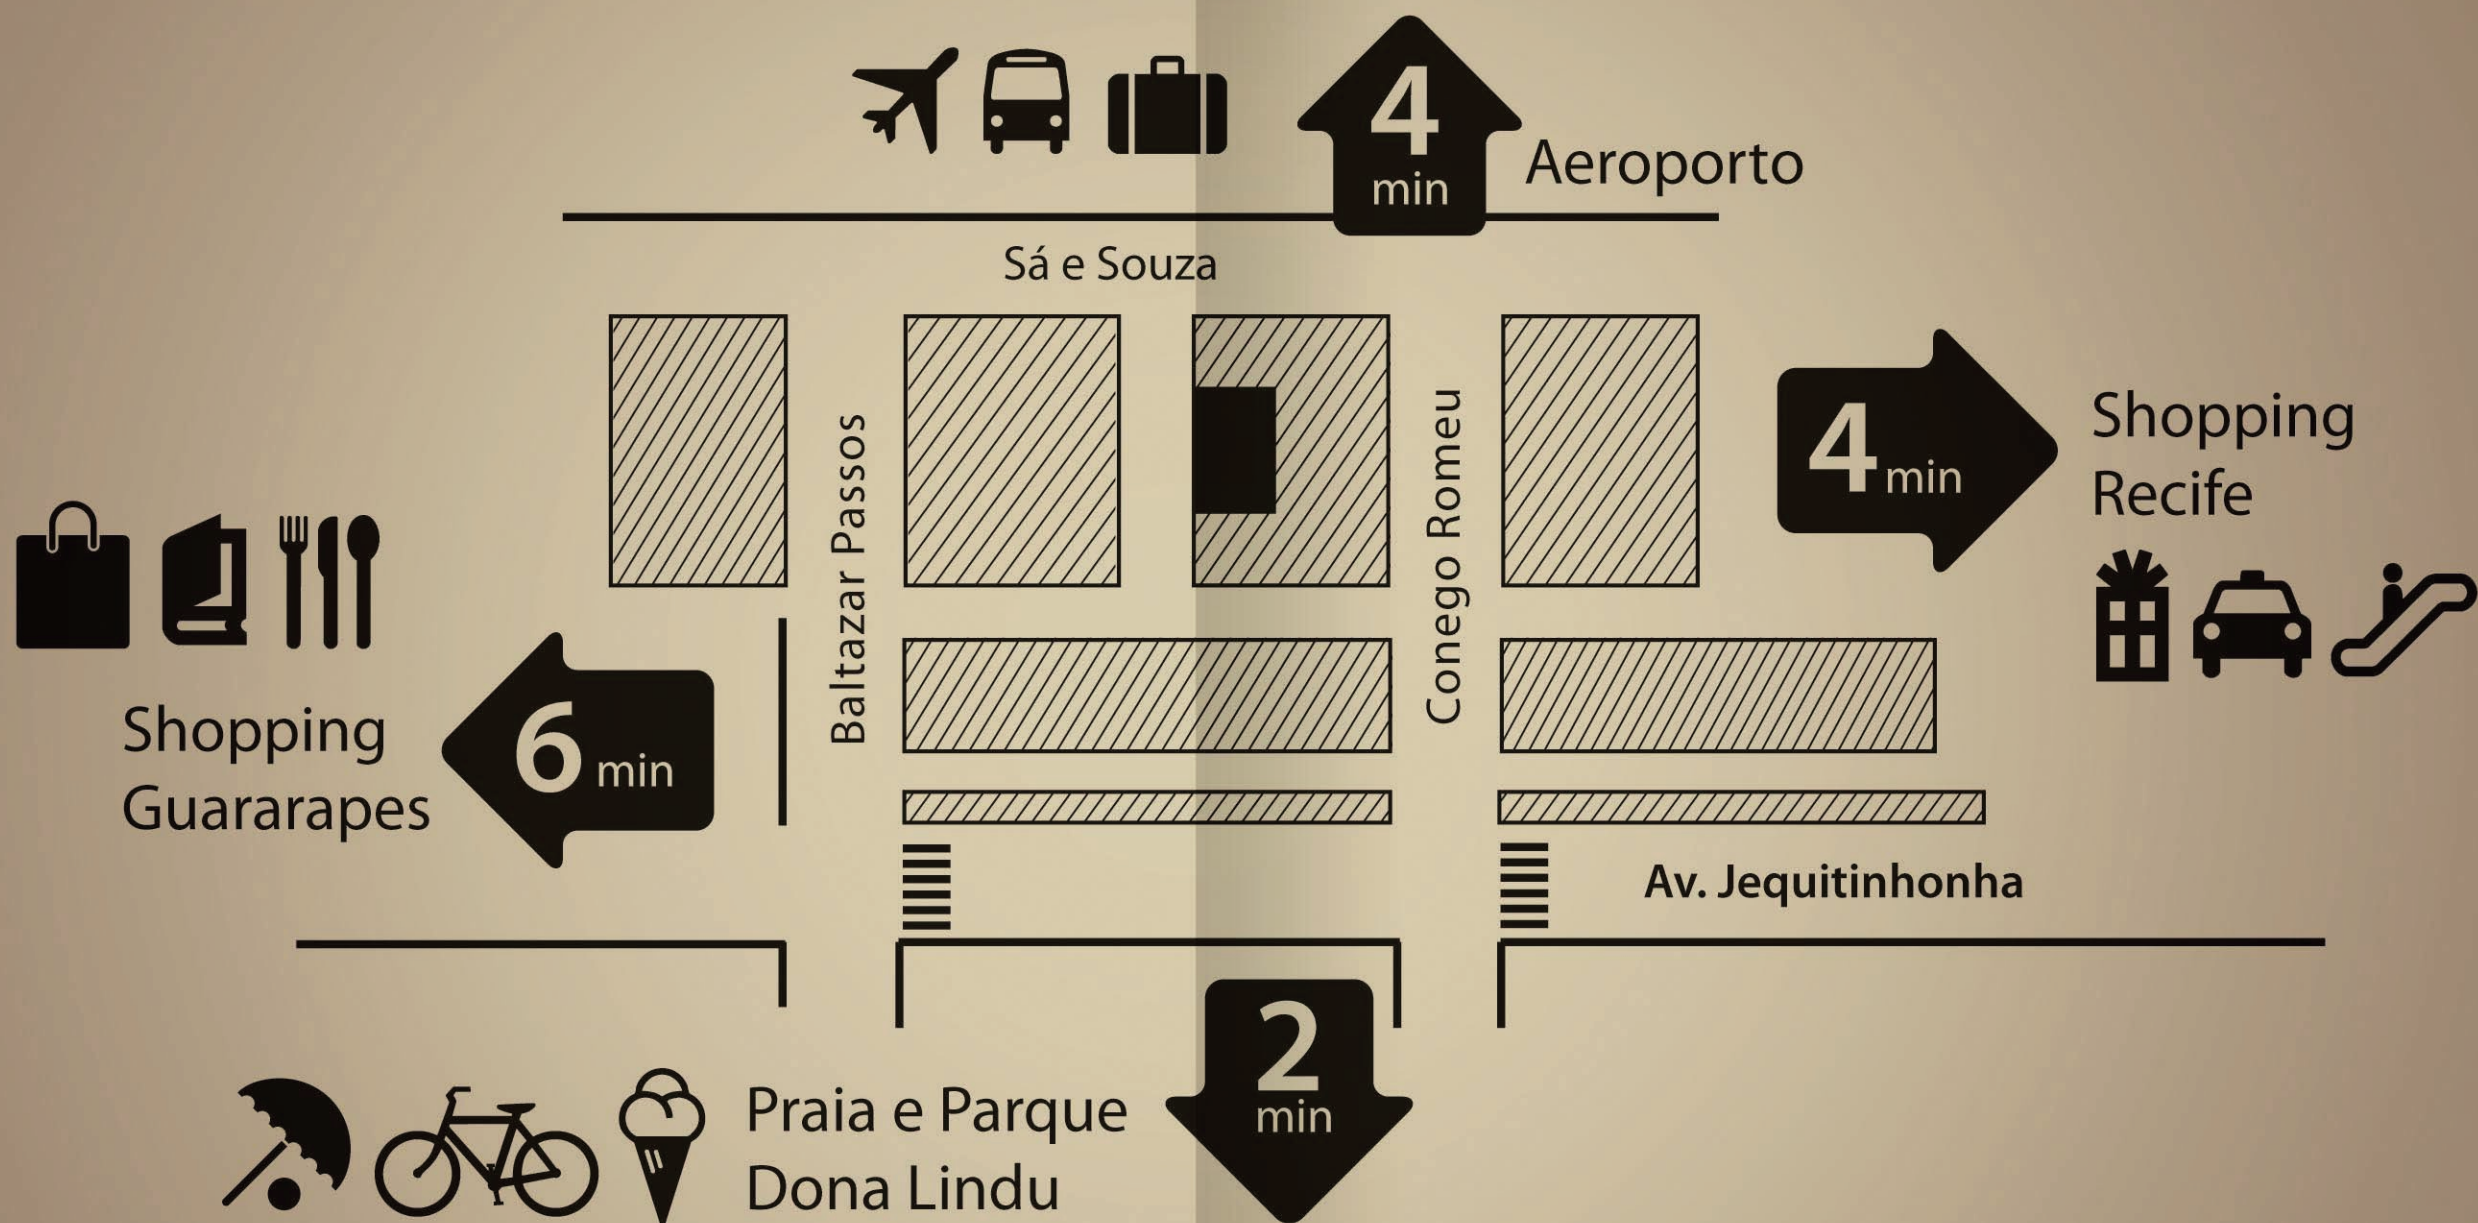 4
min
Aeroporto
Sá e Souza
Baltazar Passos
Conego Romeu
4 min
Shopping
Recife
6 min
Shopping
Guararapes
Av. Jequitinhonha
2
min
Praia e Parque
Dona Lindu